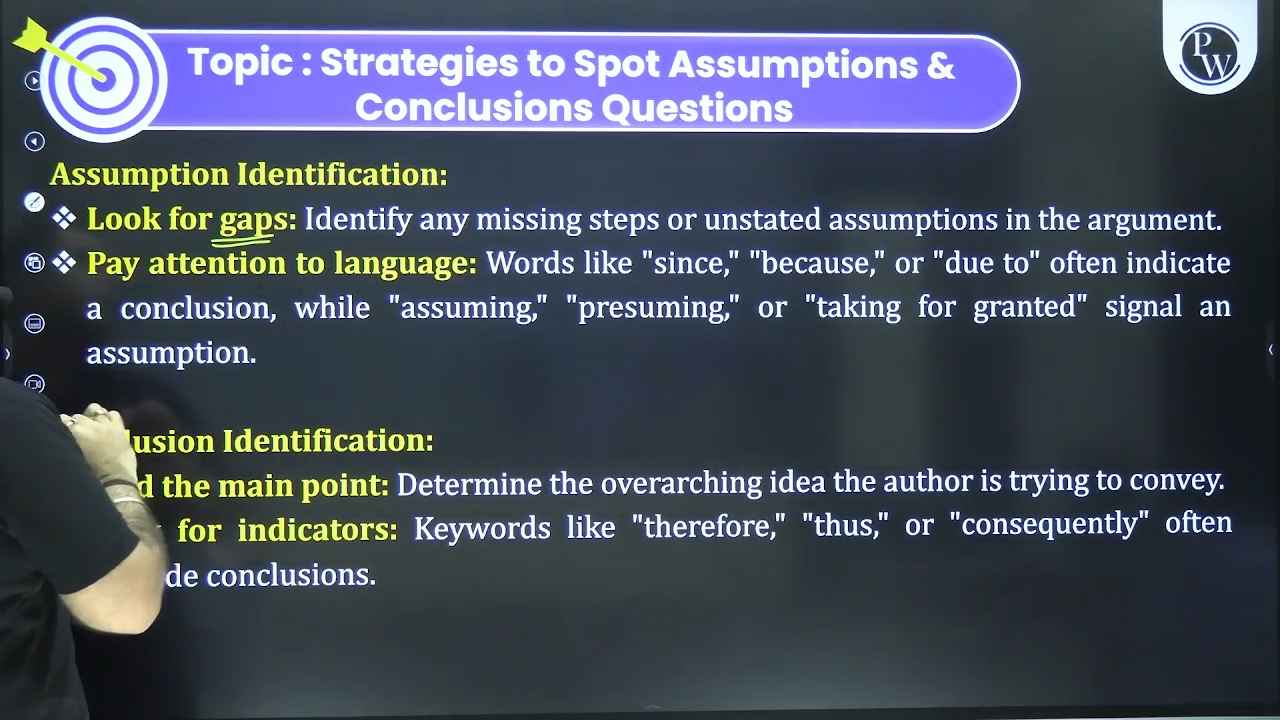 Topic : Strategies to Spot Assumptions &
Conclusions Questions
PW
Assumption Identification:
❖ Look for gaps: Identify any missing steps or unstated assumptions in the argument.
❖ Pay attention to language: Words like "since," "because," or "due to" often indicate
a conclusion, while "assuming," "presuming," or "taking for granted" signal an
assumption.
Identification:
the main point: Determine the overarching idea the author is trying to convey.
for indicators: Keywords like "therefore," "thus," or "consequently" often
conclusions.